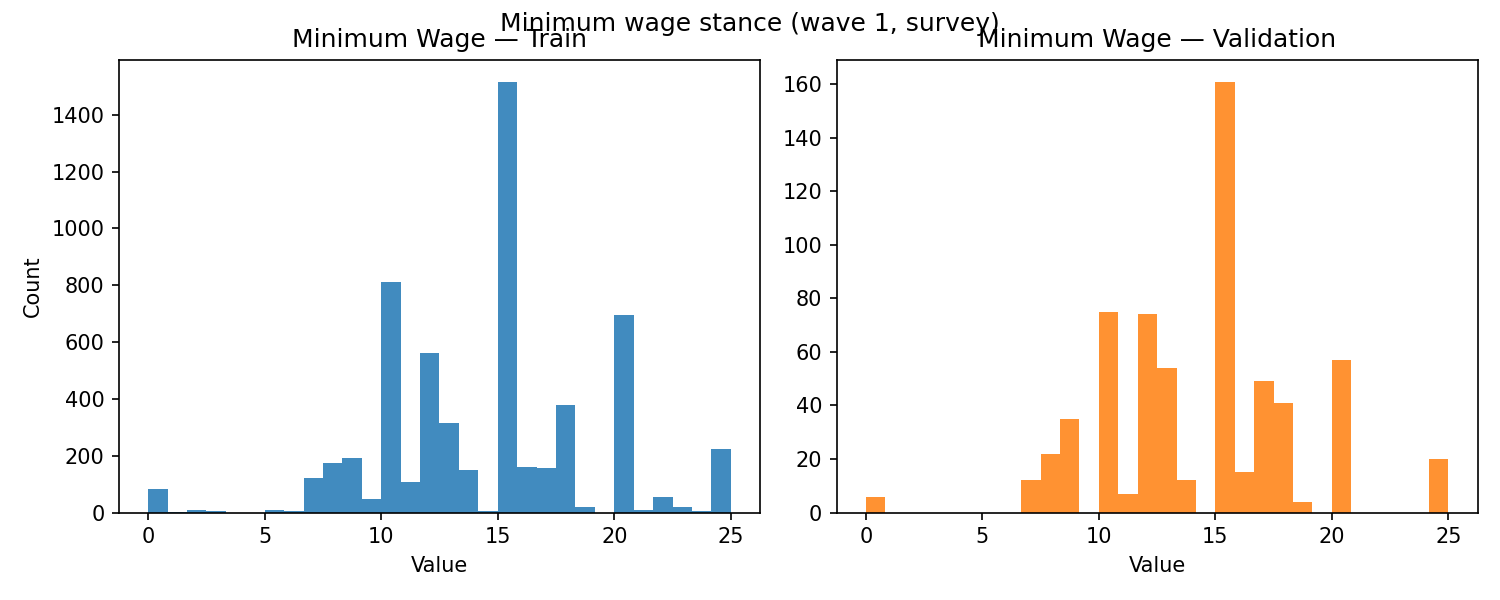 Minimum wage stance (wave 1, survey)
Minimum Wage — Train
Minimum Wage — Validation
1400
1200
1000
800
600
400
200
0
Count
0 5 10 15 20 25
Value
160
140
120
100
80
60
40
20
0
0 5 10 15 20 25
Value